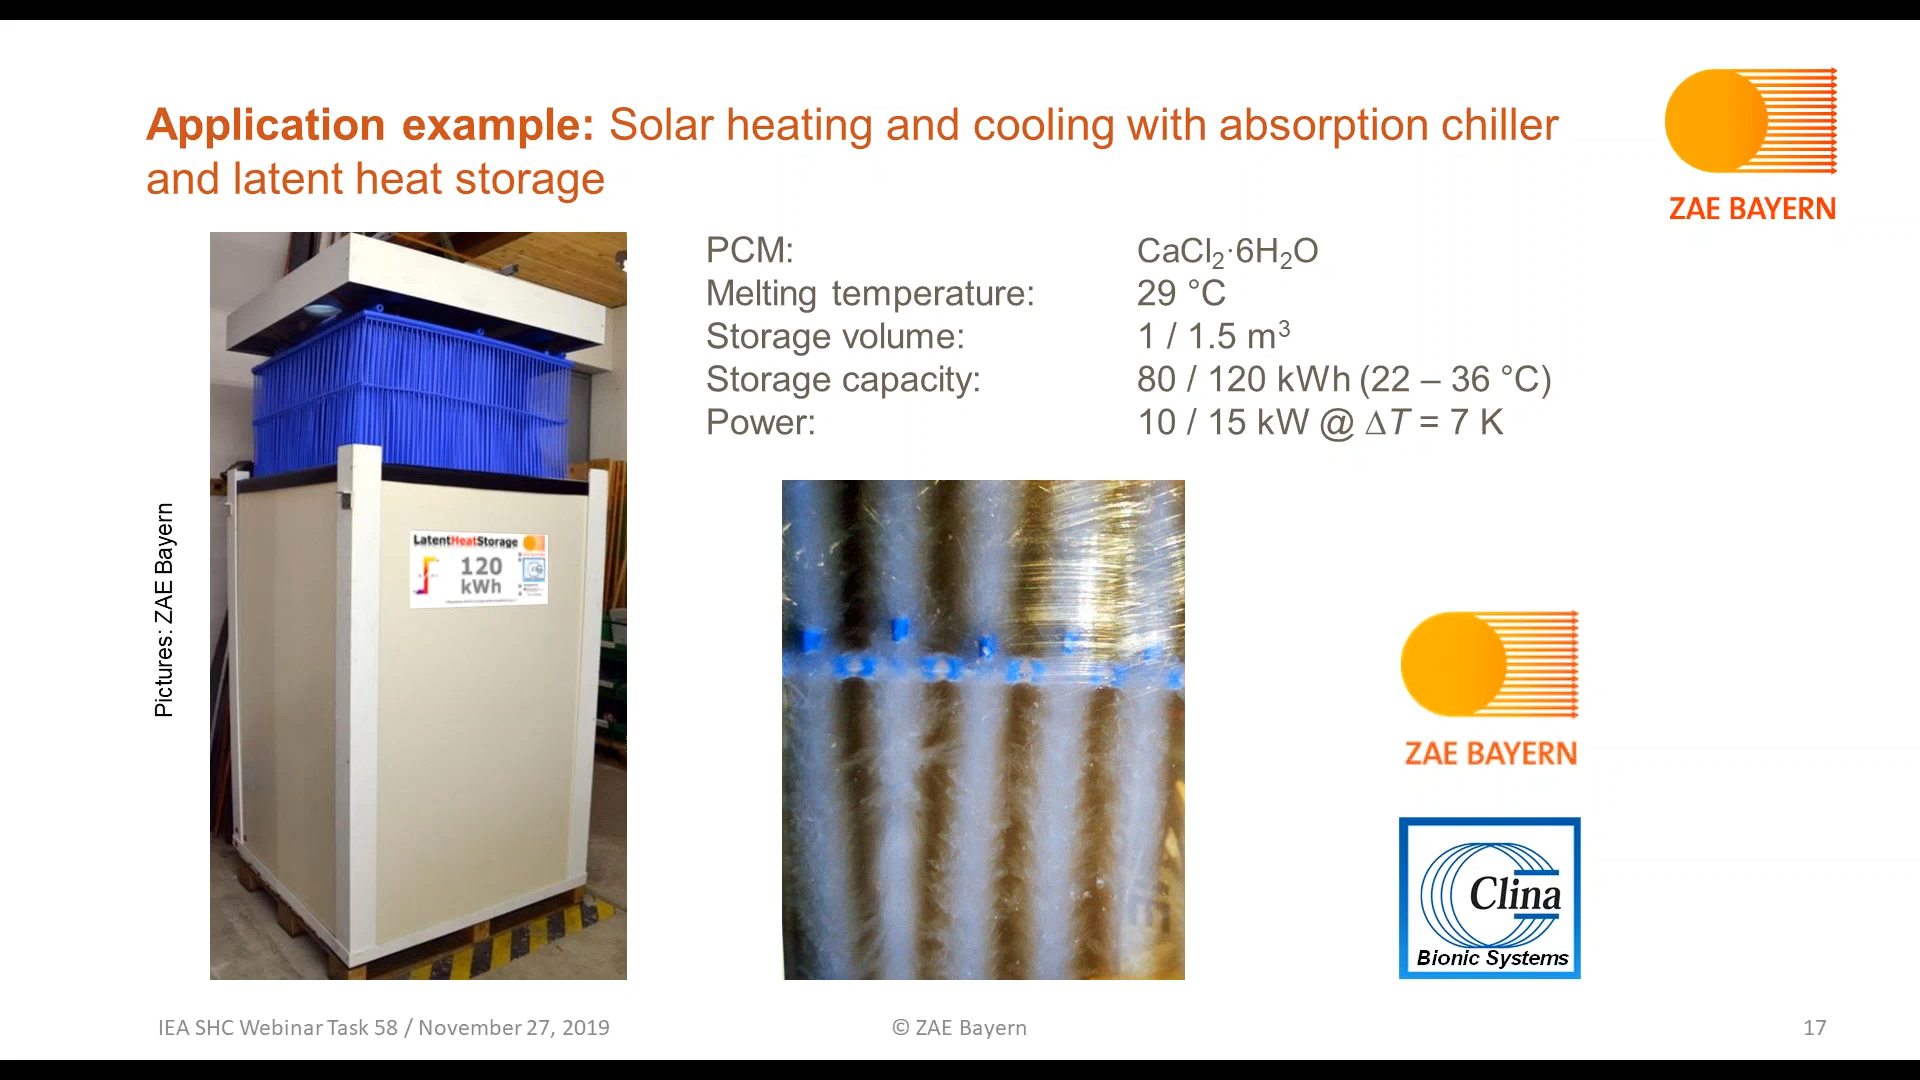 Application example: Solar heating and cooling with absorption chiller
and latent heat storage
ZAE BAYERN
PCM: CaCl₂·6H₂O
Melting temperature: 29 °C
Storage volume: 1 / 1.5 m³
Storage capacity: 80 / 120 kWh (22 – 36 °C)
Power: 10 / 15 kW @ ΔT = 7 K
Pictures: ZAE Bayern
LatentHeatStorage
120
kWh
ZAE BAYERN
Clina
Bionic Systems
IEA SHC Webinar Task 58 / November 27, 2019
© ZAE Bayern
17